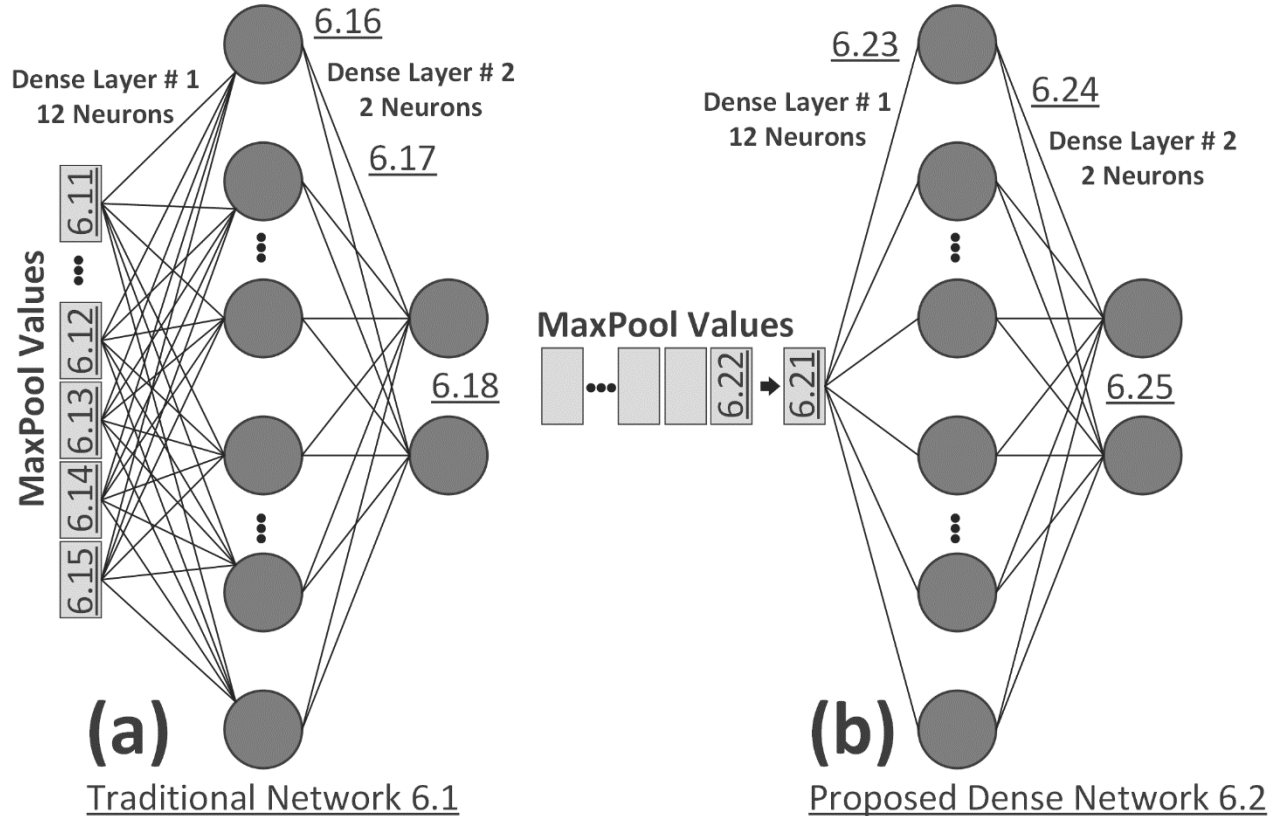 6.16
Dense Layer # 1
12 Neurons
Dense Layer # 2
2 Neurons
6.17
MaxPool Values
6.11
6.12
6.13
6.14
6.15
6.18
(a)
Traditional Network 6.1
6.23
Dense Layer # 1
12 Neurons
6.24
Dense Layer # 2
2 Neurons
MaxPool Values
6.22
6.21
6.25
(b)
Proposed Dense Network 6.2